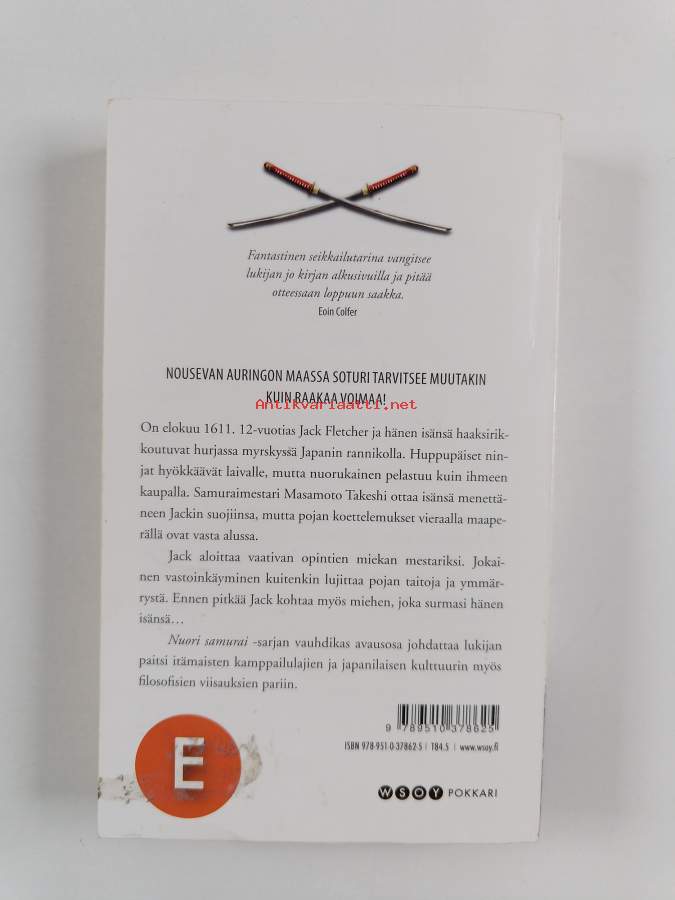 Fantastinen seikkailutarina vangitsee
lukijan jo kirjan alkusivuilla ja pitää
otteessaan loppuun saakka.
Eoin Colfer
NOUSEVAN AURINGON MAASSA SOTURI TARVITSEE MUUTAKIN
KUIN RAAKAA VOIMAA!
Antikvariaatti.net
On elokuu 1611. 12-vuotias Jack Fletcher ja hänen isänsä haaksirik-
koutuvat hurjassa myrskyssä Japanin rannikolla. Huppupäiset nin-
jat hyökkäävät laivalle, mutta nuorukainen pelastuu kuin ihmeen
kaupalla. Samuraimestari Masamoto Takeshi ottaa isänsä menettä-
neen Jackin suojiinsa, mutta pojan koettelemukset vieraalla maape-
rällä ovat vasta alussa.
Jack aloittaa vaativan opintien miekan mestariksi. Jokai-
nen vastoinkäyminen kuitenkin lujittaa pojan taitoja ja ymmär-
rystä. Ennen pitkää Jack kohtaa myös miehen, joka surmasi hänen
isänsä…
Nuori samurai -sarjan vauhdikas avausosa johdattaa lukijan
paitsi itämaisten kamppailulajien ja japanilaisen kulttuurin myös
filosofisien viisauksien pariin.
9 789510 378625
ISBN 978-951-0-37862-5 | T84.5 | www.wsoy.fi
E
WSOY POKKARI